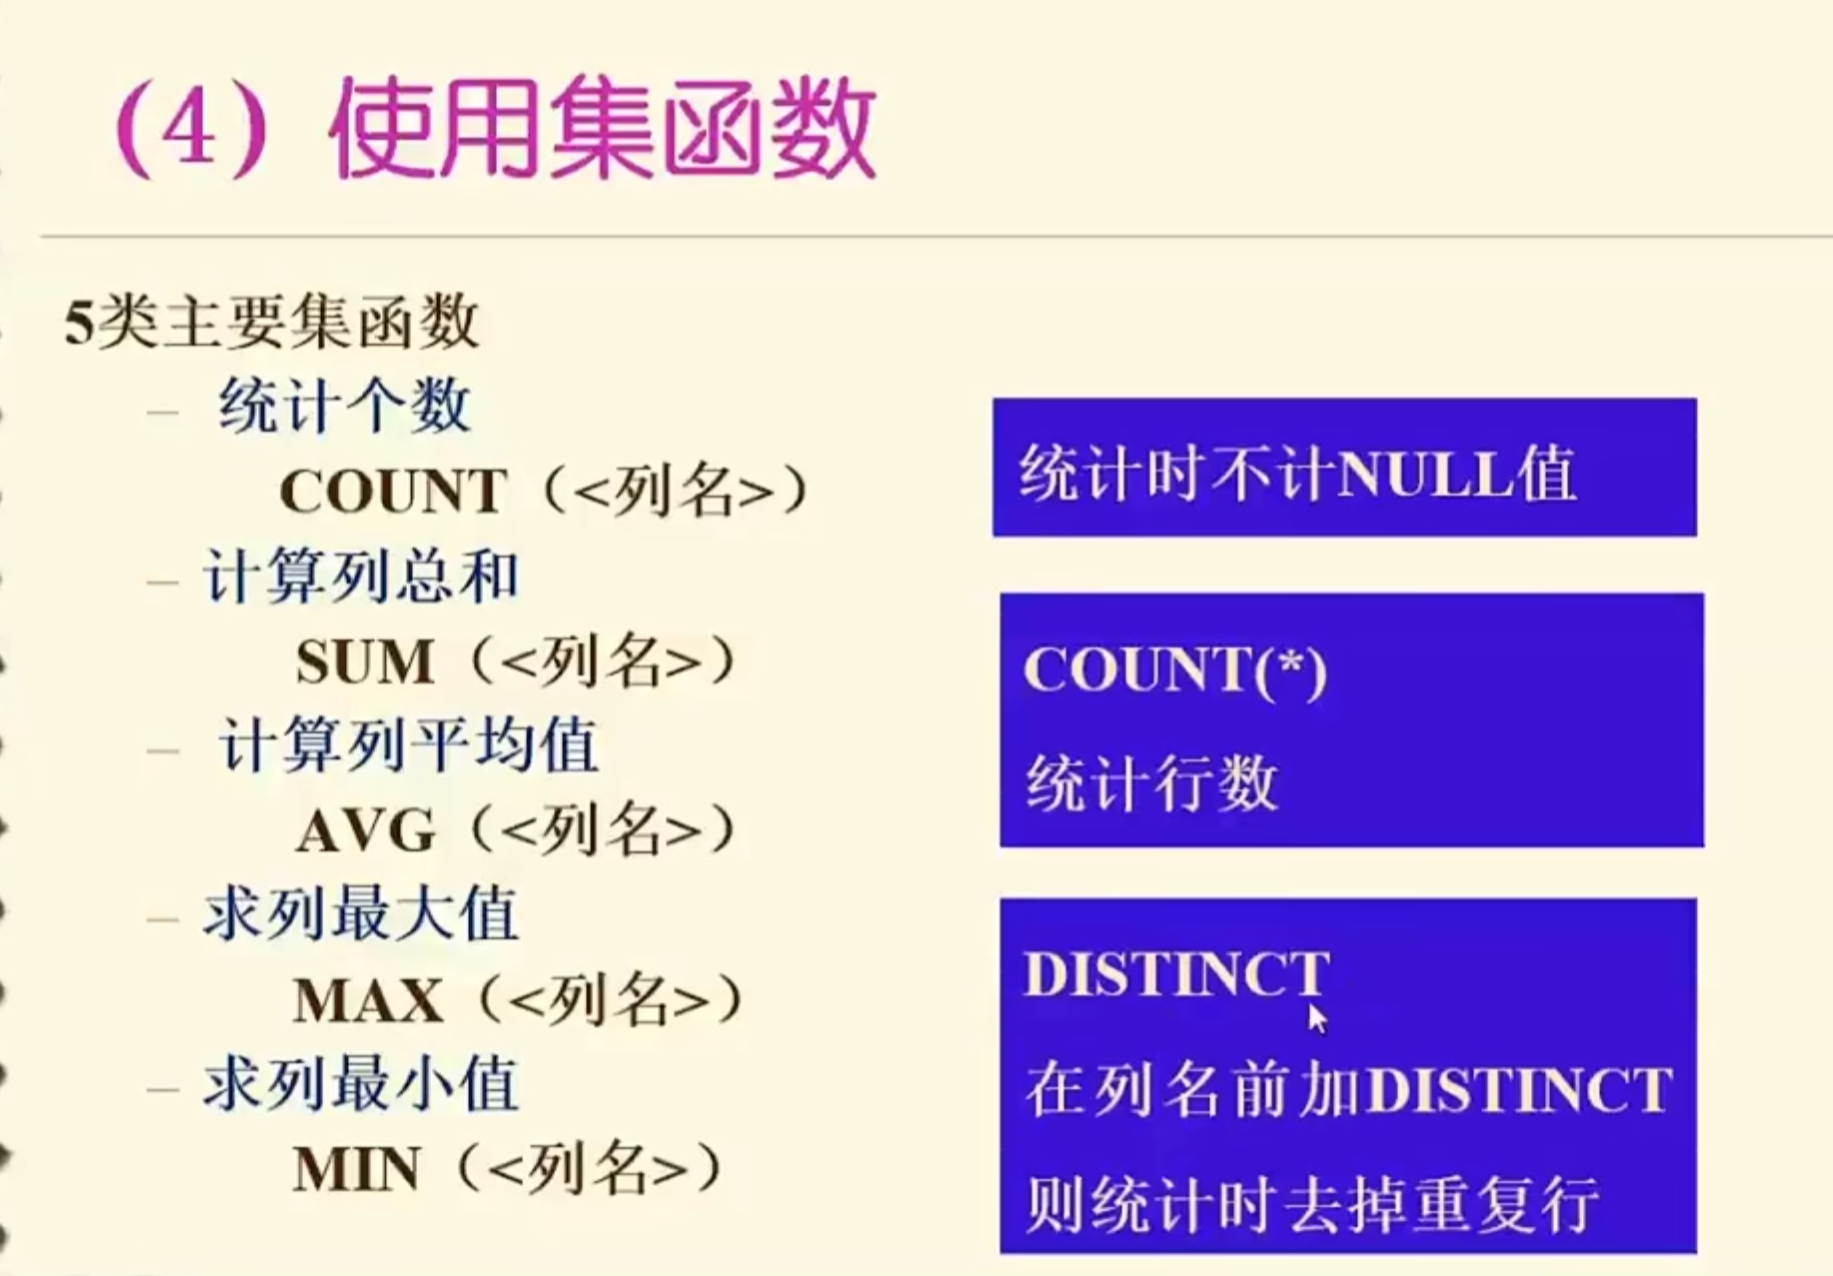 （4）使用集函数
5类主要集函数
– 统计个数
COUNT（<列名>）
– 计算列总和
SUM（<列名>）
– 计算列平均值
AVG（<列名>）
– 求列最大值
MAX（<列名>）
– 求列最小值
MIN（<列名>）
统计时不计NULL值
COUNT(*)
统计行数
DISTINCT
在列名前加DISTINCT
则统计时去掉重复行